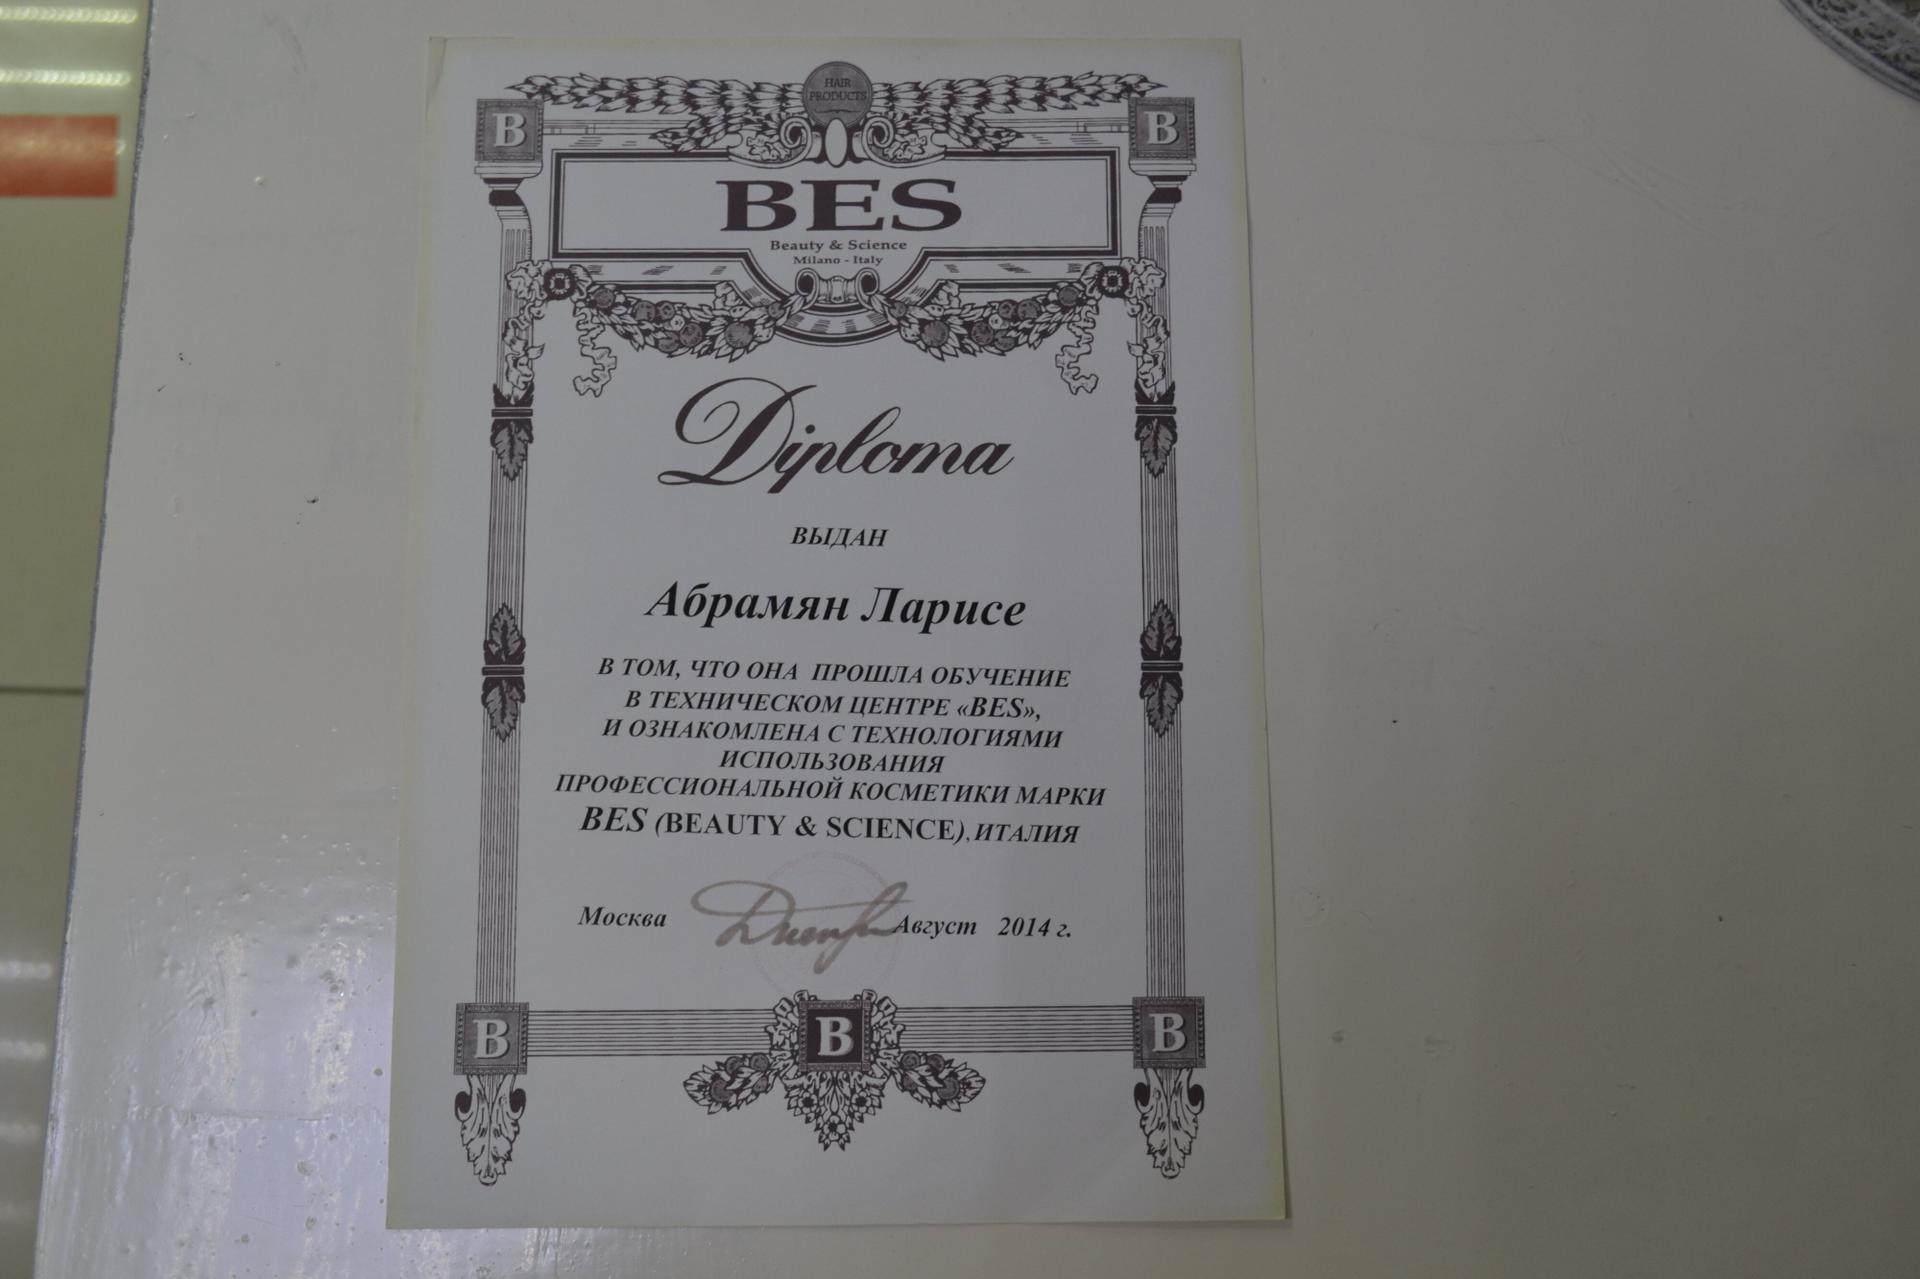 HAIR
PRODUCTS
B
B
BES
Beauty & Science
Milano - Italy
Diploma
ВЫДАН
Абрамян Ларисе
В ТОМ, ЧТО ОНА ПРОШЛА ОБУЧЕНИЕ
В ТЕХНИЧЕСКОМ ЦЕНТРЕ «BES»,
И ОЗНАКОМЛЕНА С ТЕХНОЛОГИЯМИ
ИСПОЛЬЗОВАНИЯ
ПРОФЕССИОНАЛЬНОЙ КОСМЕТИКИ МАРКИ
BES (BEAUTY & SCIENCE), ИТАЛИЯ
Москва Август 2014 г.
B
B
B